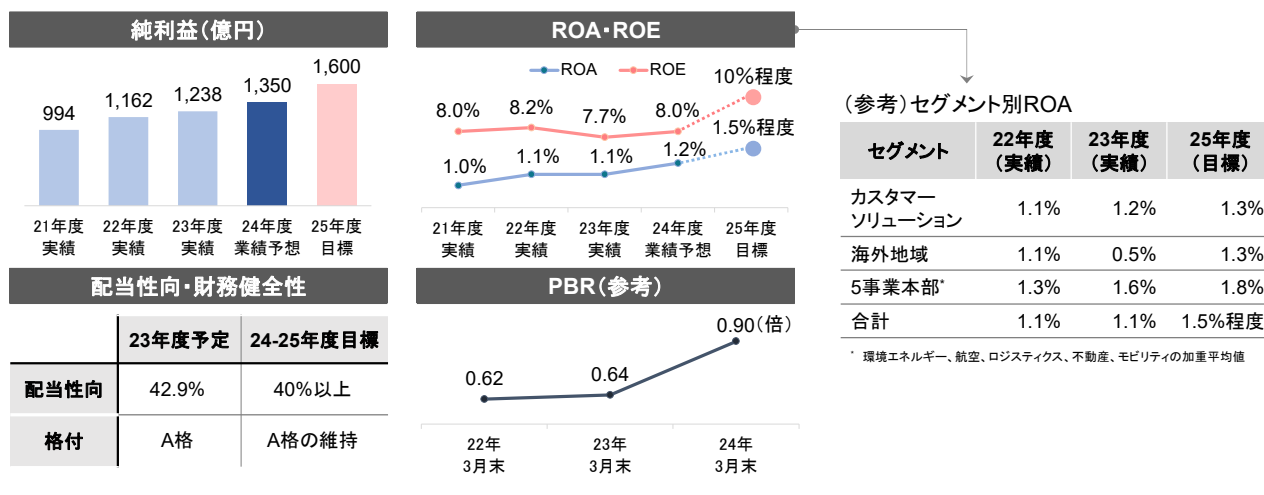 純利益(億円)
994
1,162
1,238
1,350
1,600
21年度
実績
22年度
実績
23年度
実績
24年度
業績予想
25年度
目標
ROA・ROE
ROA
ROE
8.0%
8.2%
7.7%
8.0%
10%程度
1.0%
1.1%
1.1%
1.2%
1.5%程度
21年度
実績
22年度
実績
23年度
実績
24年度
業績予想
25年度
目標
(参考)セグメント別ROA
セグメント
22年度
(実績)
23年度
(実績)
25年度
(目標)
カスタマー
ソリューション
1.1% 1.2% 1.3%
海外地域 1.1% 0.5% 1.3%
5事業本部* 1.3% 1.6% 1.8%
合計 1.1% 1.1% 1.5%程度
* 環境エネルギー、航空、ロジスティクス、不動産、モビリティの加重平均値
配当性向・財務健全性
23年度予定 24-25年度目標
配当性向 42.9% 40%以上
格付 A格 A格の維持
PBR(参考)
0.62
0.64
0.90(倍)
22年
3月末
23年
3月末
24年
3月末